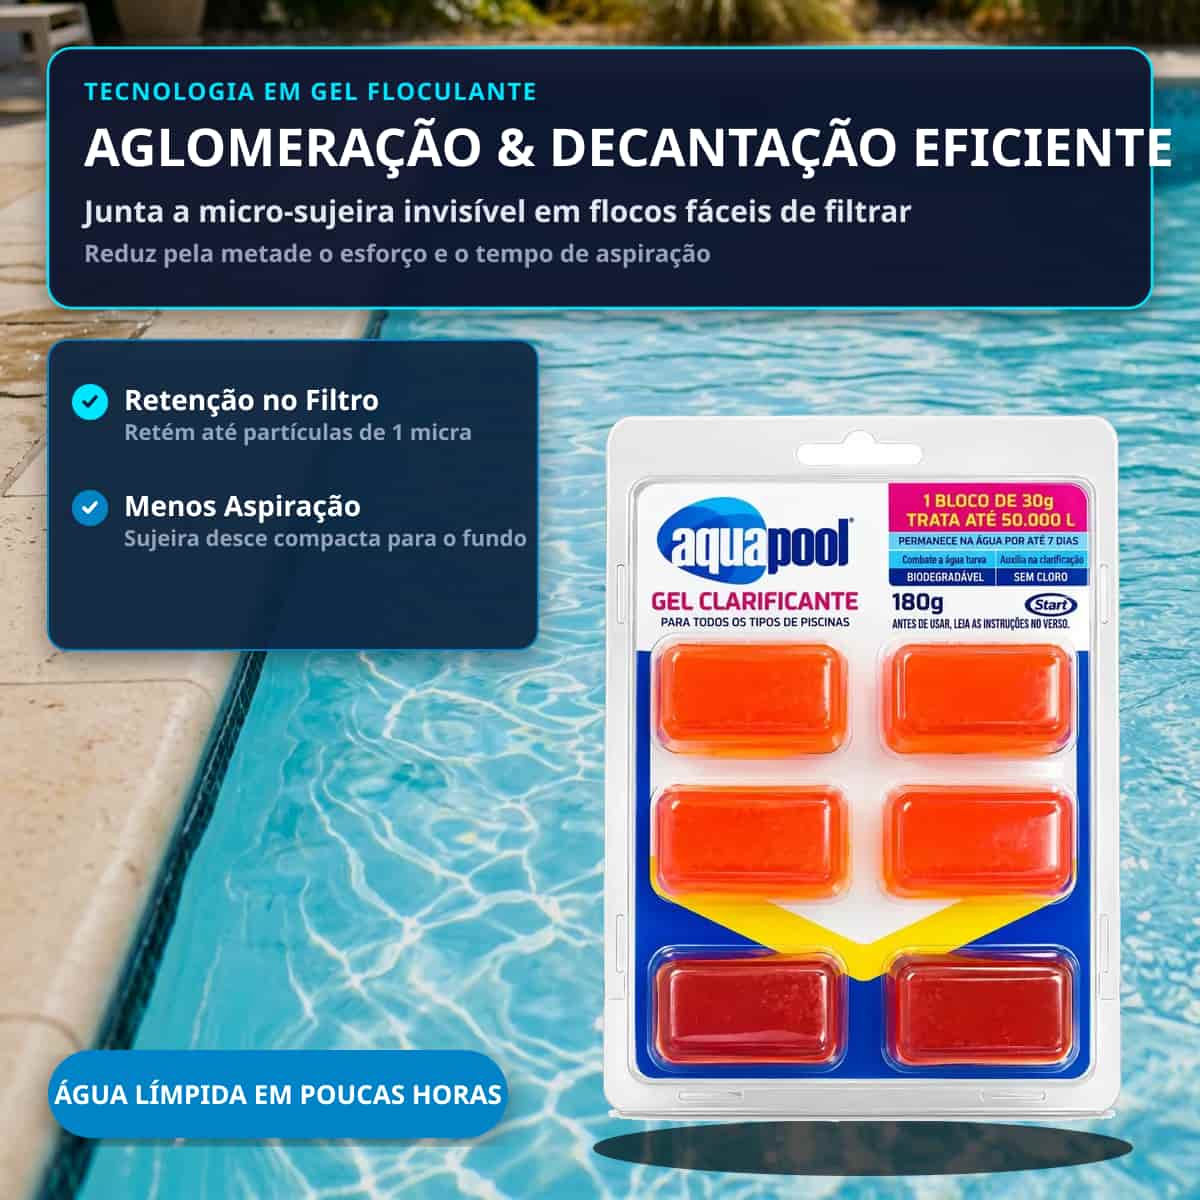 TECNOLOGIA EM GEL FLOCULANTE
AGLOMERAÇÃO & DECANTAÇÃO EFICIENTE
Junta a micro-sujeira invisível em flocos fáceis de filtrar
Reduz pela metade o esforço e o tempo de aspiração
Retenção no Filtro
Retém até partículas de 1 micra
Menos Aspiração
Sujeira desce compacta para o fundo
aquapool
GEL CLARIFICANTE
PARA TODOS OS TIPOS DE PISCINAS
1 BLOCO DE 30g
TRATA ATÉ 50.000 L
PERMANECE NA ÁGUA POR ATÉ 7 DIAS
Combate a água turva Auxilia na clarificação
BIODEGRADÁVEL SEM CLORO
180g Start
ANTES DE USAR, LEIA AS INSTRUÇÕES NO VERSO.
ÁGUA LÍMPIDA EM POUCAS HORAS